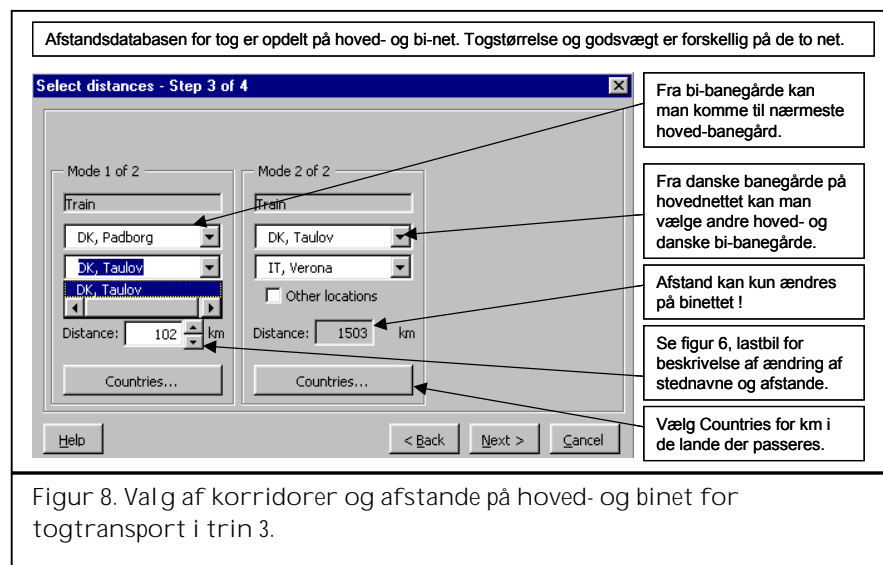 Afstandsdatabasen for tog er opdelt på hoved- og bi-net. Togstørrelse og godsvægt er forskellig på de to net.
Select distances - Step 3 of 4
Mode 1 of 2
Train
DK, Padborg
DK, Taulov
DK, Taulov
Distance: 102 km
Countries...
Mode 2 of 2
Train
DK, Taulov
IT, Verona
Other locations
Distance: 1503 km
Countries...
Help
< Back
Next >
Cancel
Fra bi-banegårde kan
man komme til nærmeste
hoved-banegård.
Fra danske banegårde på
hovednettet kan man
vælge andre hoved- og
danske bi-banegårde.
Afstand kan kun ændres
på binettet !
Se figur 6, lastbil for
beskrivelse af ændring af
stednavne og afstande.
Vælg Countries for km i
de lande der passeres.
Figur 8. Valg af korridorer og afstande på hoved- og binet for
togtransport i trin 3.